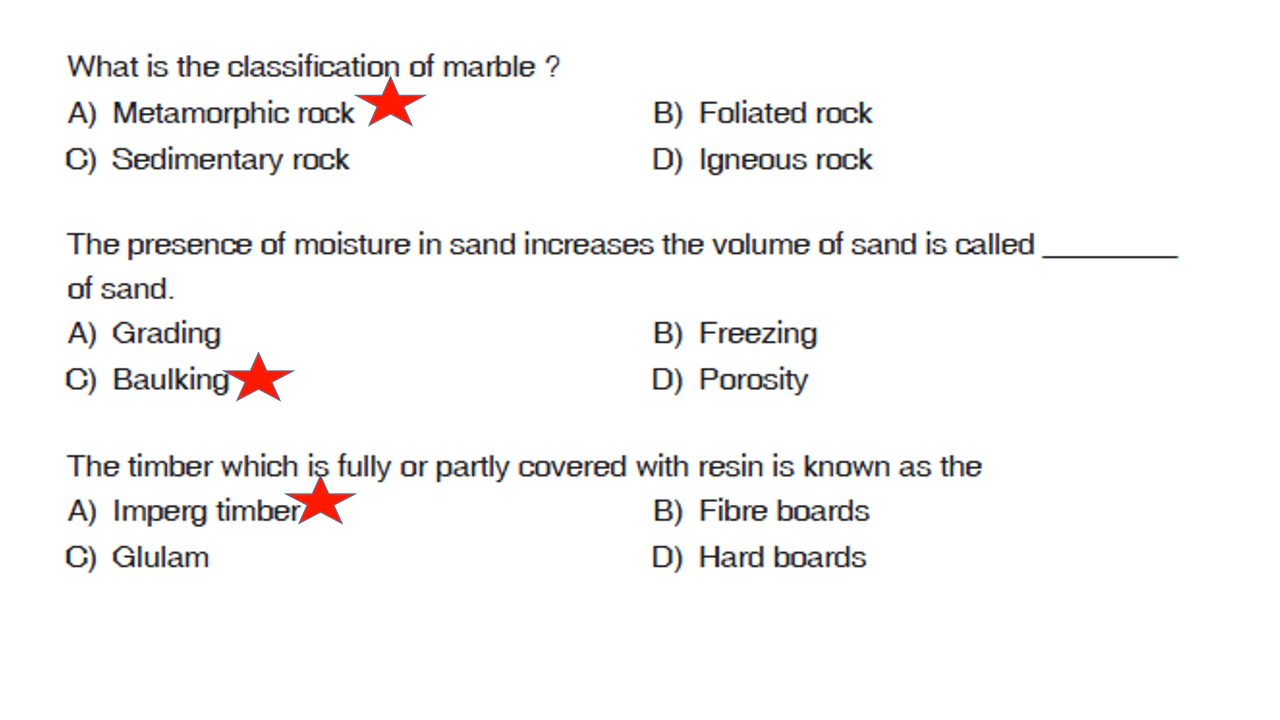 What is the classification of marble ?
A) Metamorphic rock B) Foliated rock
C) Sedimentary rock D) Igneous rock
The presence of moisture in sand increases the volume of sand is called _________
of sand.
A) Grading B) Freezing
C) Baulking D) Porosity
The timber which is fully or partly covered with resin is known as the
A) Imperg timber B) Fibre boards
C) Glulam D) Hard boards